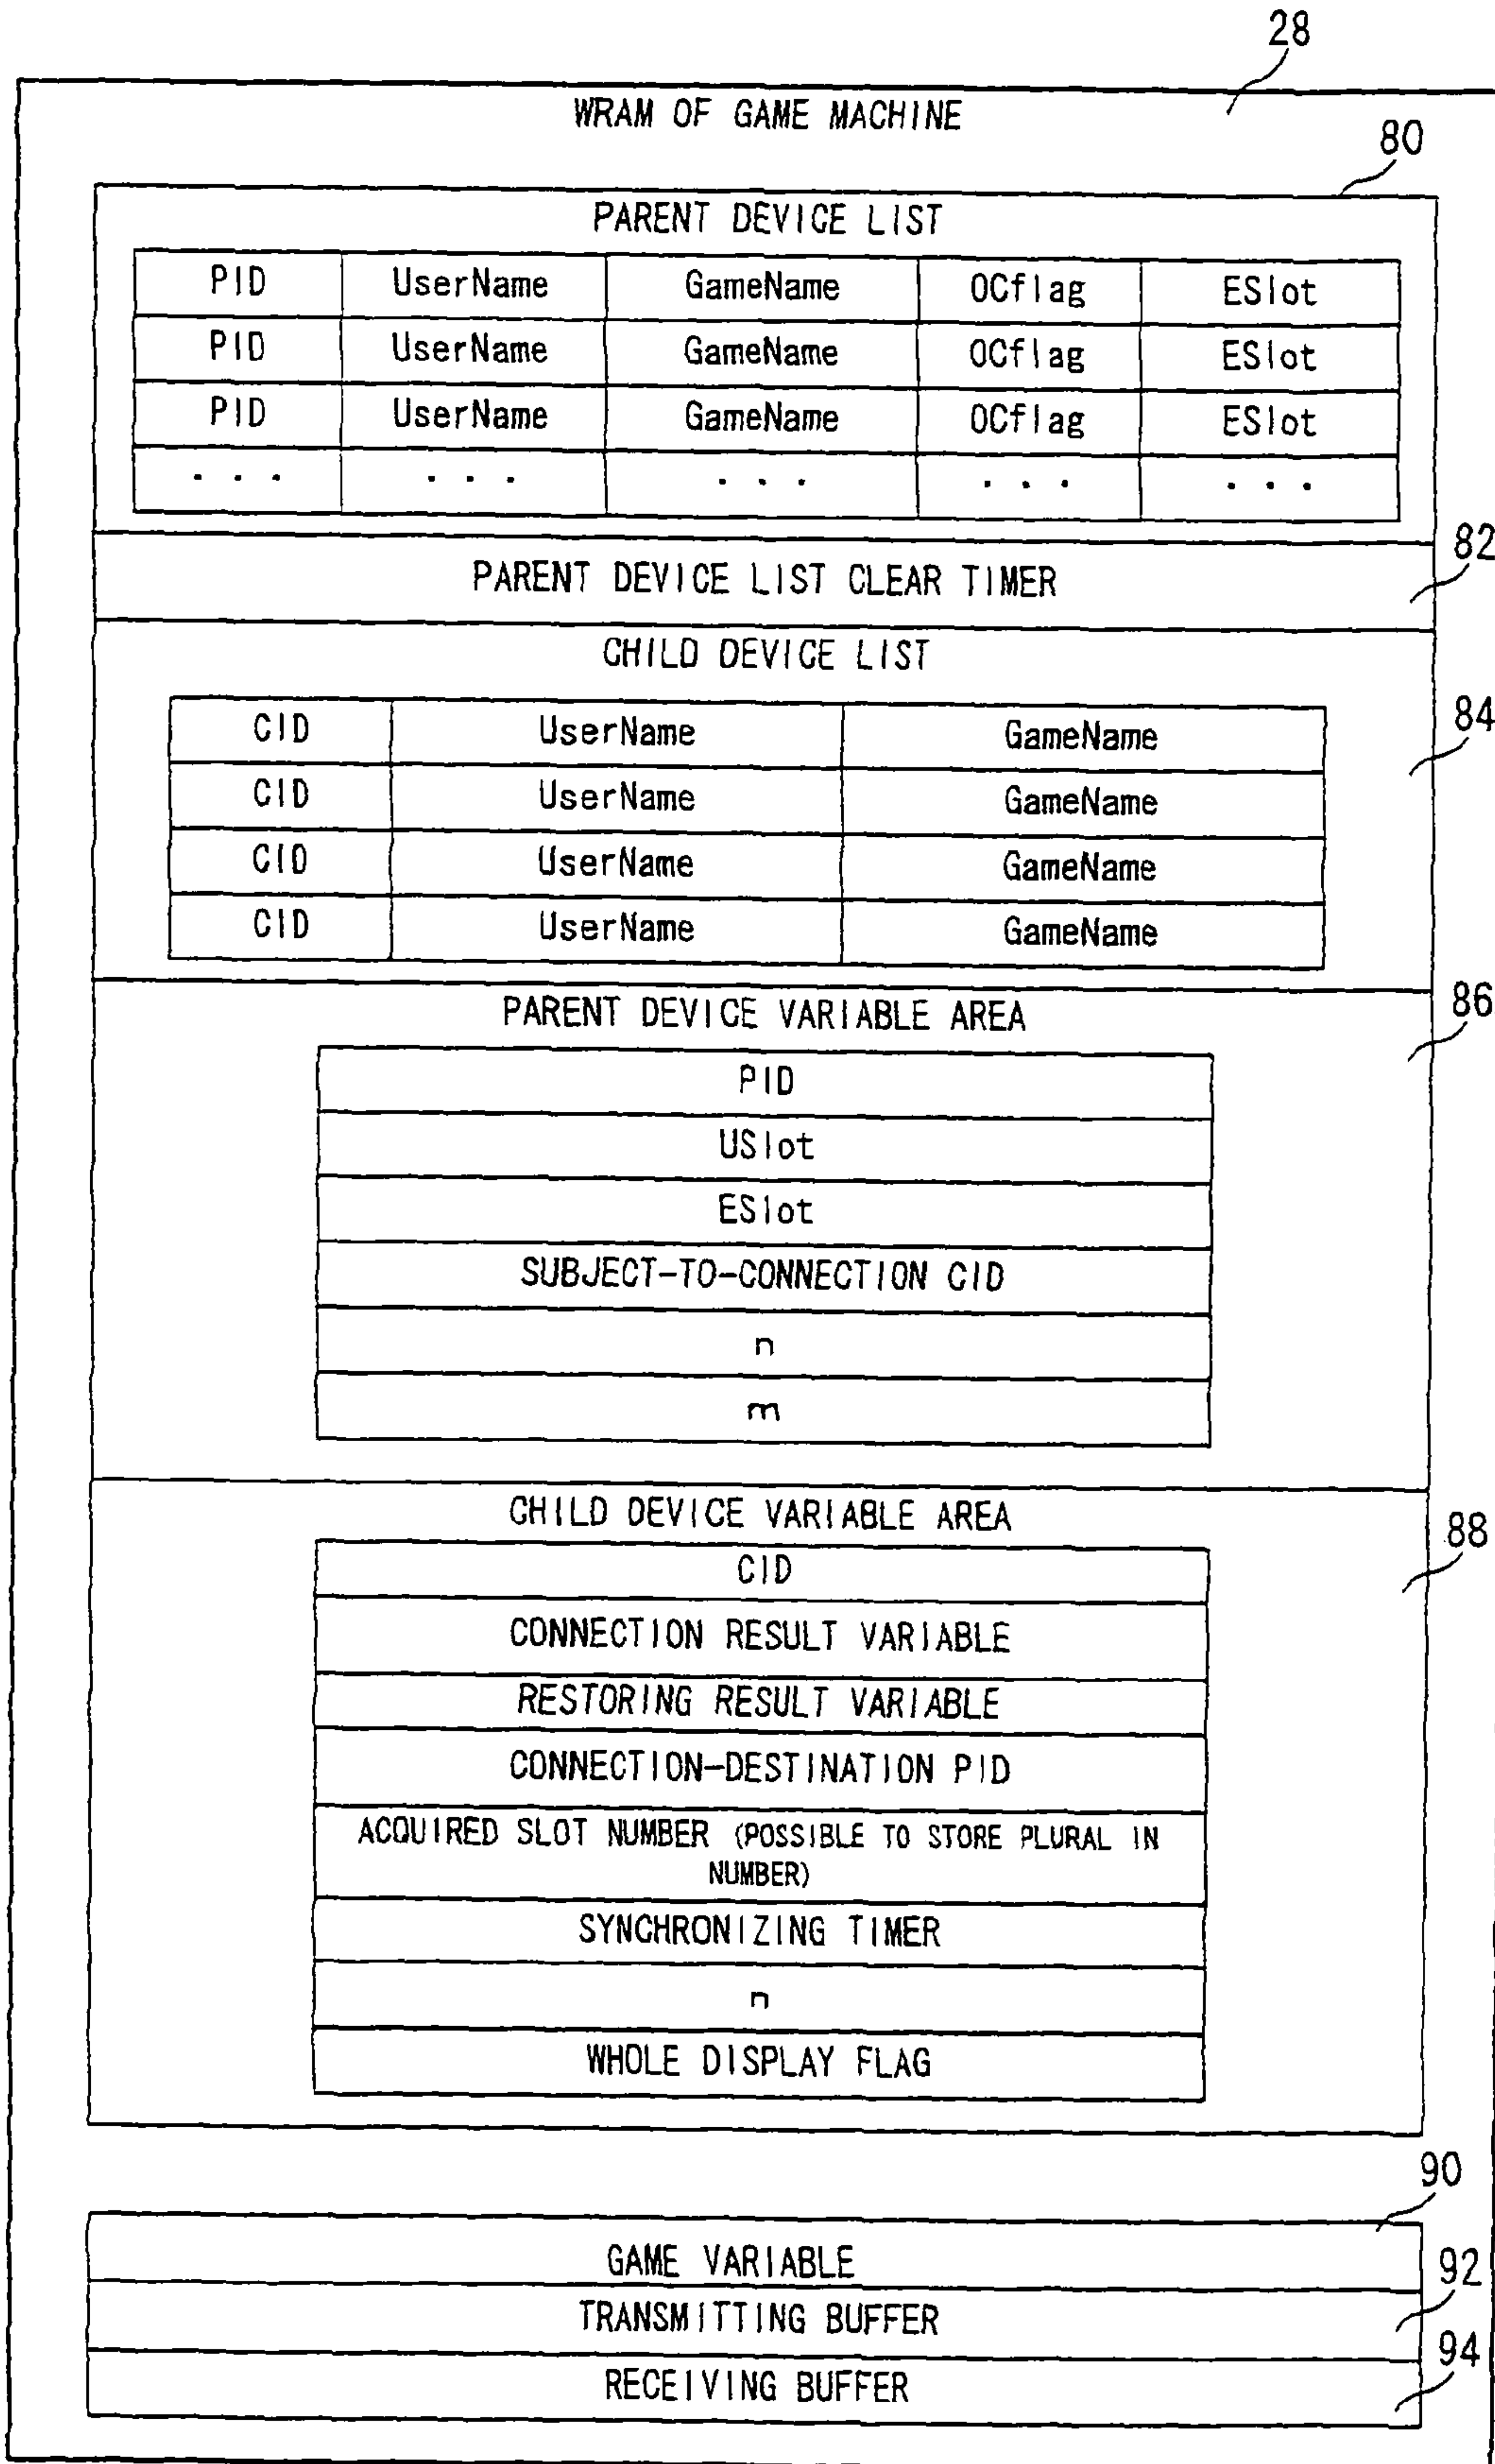 28
WRAM OF GAME MACHINE
80
PARENT DEVICE LIST
PID UserName GameName OCflag ESlot
PID UserName GameName OCflag ESlot
PID UserName GameName OCflag ESlot
... ... ... ... ...
82
PARENT DEVICE LIST CLEAR TIMER
CHILD DEVICE LIST
84
CID UserName GameName
CID UserName GameName
CID UserName GameName
CID UserName GameName
86
PARENT DEVICE VARIABLE AREA
PID
USlot
ESlot
SUBJECT-TO-CONNECTION CID
n
m
CHILD DEVICE VARIABLE AREA
88
CID
CONNECTION RESULT VARIABLE
RESTORING RESULT VARIABLE
CONNECTION-DESTINATION PID
ACQUIRED SLOT NUMBER (POSSIBLE TO STORE PLURAL IN
NUMBER)
SYNCHRONIZING TIMER
n
WHOLE DISPLAY FLAG
90
GAME VARIABLE
92
TRANSMITTING BUFFER
94
RECEIVING BUFFER